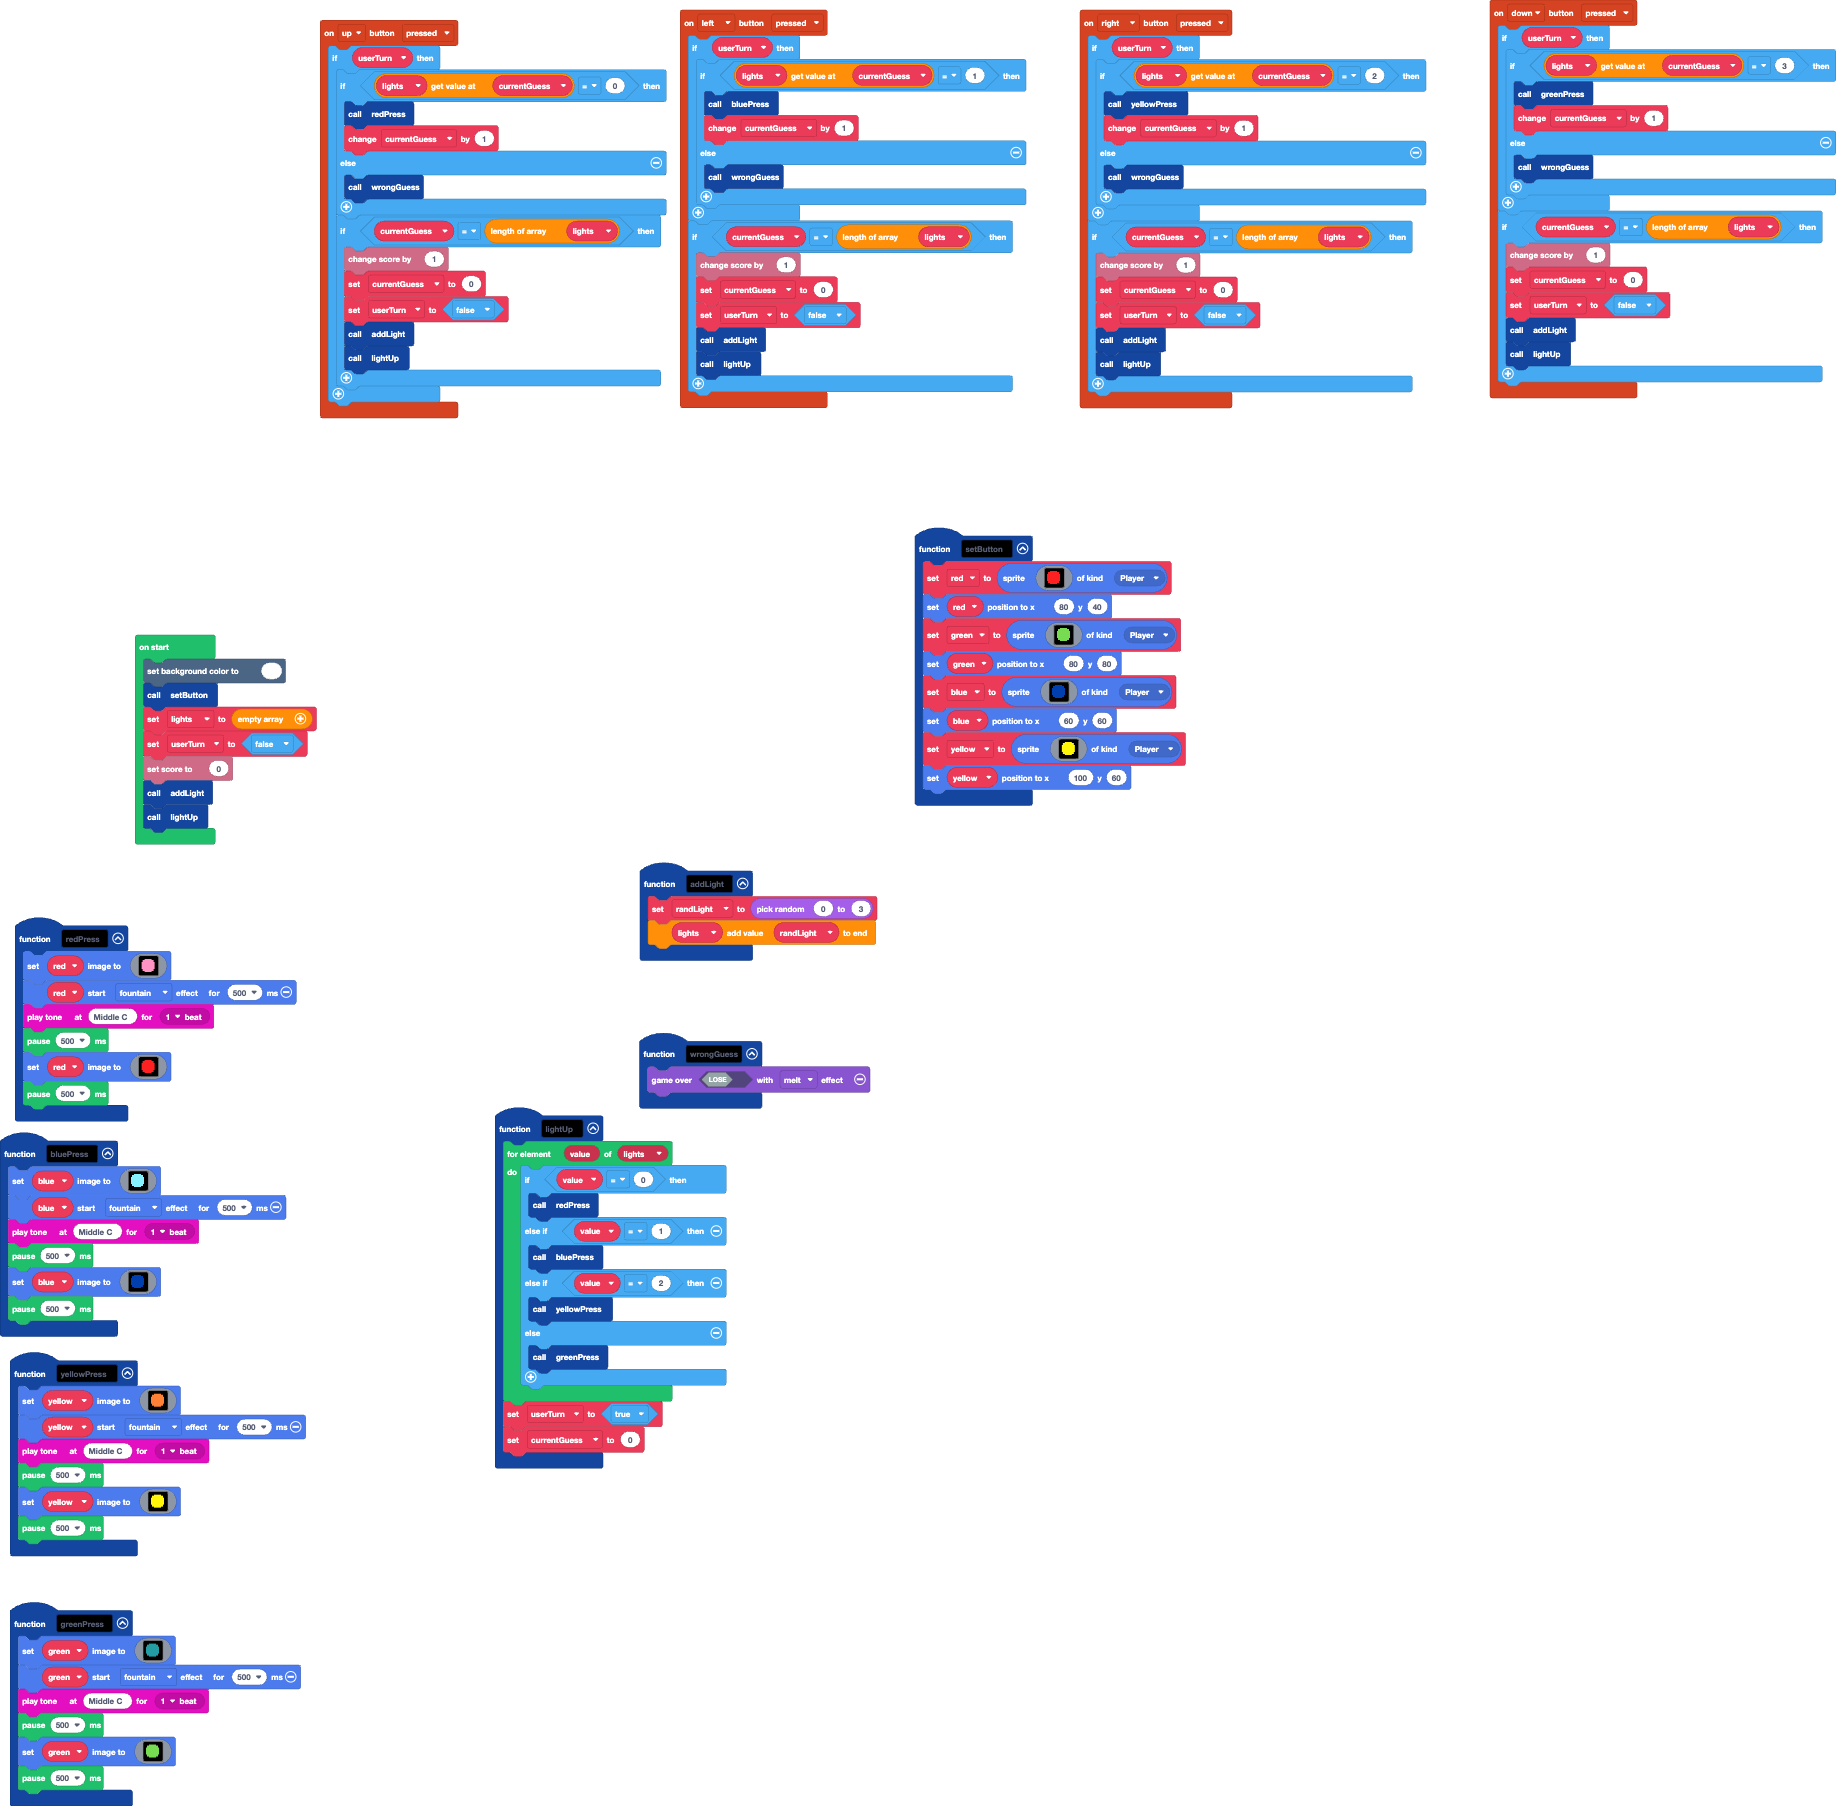 on up button pressed
if userTurn then
if lights get value at currentGuess = 0 then
call redPress
change currentGuess by 1
else
call wrongGuess
if currentGuess = length of array lights then
change score by 1
set currentGuess to 0
set userTurn to false
call addLight
call lightUp
on left button pressed
if userTurn then
if lights get value at currentGuess = 1 then
call bluePress
change currentGuess by 1
else
call wrongGuess
if currentGuess = length of array lights then
change score by 1
set currentGuess to 0
set userTurn to false
call addLight
call lightUp
on right button pressed
if userTurn then
if lights get value at currentGuess = 2 then
call yellowPress
change currentGuess by 1
else
call wrongGuess
if currentGuess = length of array lights then
change score by 1
set currentGuess to 0
set userTurn to false
call addLight
call lightUp
on down button pressed
if userTurn then
if lights get value at currentGuess = 3 then
call greenPress
change currentGuess by 1
else
call wrongGuess
if currentGuess = length of array lights then
change score by 1
set currentGuess to 0
set userTurn to false
call addLight
call lightUp
function setButton
set red to sprite of kind Player
set red position to x 80 y 40
set green to sprite of kind Player
set green position to x 80 y 80
set blue to sprite of kind Player
set blue position to x 60 y 60
set yellow to sprite of kind Player
set yellow position to x 100 y 60
on start
set background color to
call setButton
set lights to empty array
set userTurn to false
set score to 0
call addLight
call lightUp
function addLight
set randLight to pick random 0 to 3
lights add value randLight to end
function redPress
set red image to
red start fountain effect for 500 ms
play tone at Middle C for 1 beat
pause 500 ms
set red image to
pause 500 ms
function wrongGuess
game over LOSE with melt effect
function lightUp
for element value of lights
do
if value = 0 then
call redPress
else if value = 1 then
call bluePress
else if value = 2 then
call yellowPress
else
call greenPress
set userTurn to true
set currentGuess to 0
function bluePress
set blue image to
blue start fountain effect for 500 ms
play tone at Middle C for 1 beat
pause 500 ms
set blue image to
pause 500 ms
function yellowPress
set yellow image to
yellow start fountain effect for 500 ms
play tone at Middle C for 1 beat
pause 500 ms
set yellow image to
pause 500 ms
function greenPress
set green image to
green start fountain effect for 500 ms
play tone at Middle C for 1 beat
pause 500 ms
set green image to
pause 500 ms